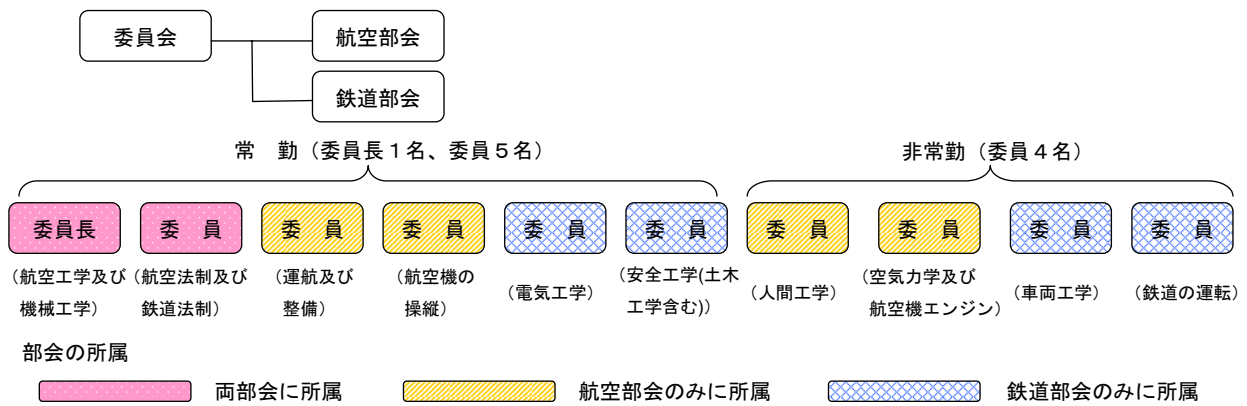 委員会
航空部会
鉄道部会
常　勤（委員長１名、委員５名）
非常勤（委員４名）
委員長
委　員
委　員
委　員
委　員
委　員
委　員
委　員
委　員
委　員
（航空工学及び
機械工学）
（航空法制及び
鉄道法制）
（運航及び
整備）
（航空機の
操縦）
（電気工学）
（安全工学(土木
工学含む)）
（人間工学）
（空気力学及び
航空機エンジン）
（車両工学）
（鉄道の運転）
部会の所属
両部会に所属
航空部会のみに所属
鉄道部会のみに所属